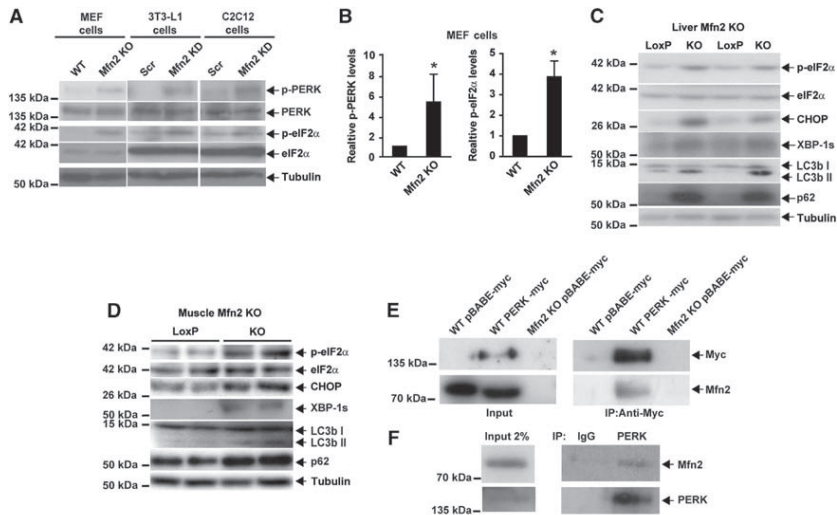 A
MEF cells
3T3-L1 cells
C2C12 cells
WT
Mfn2 KO
Scr
Mfn2 KD
Scr
Mfn2 KD
135 kDa
p-PERK
135 kDa
PERK
42 kDa
p-eIF2α
42 kDa
eIF2α
50 kDa
Tubulin
B
MEF cells
Realtive p-PERK levels
10
8
6
4
2
0
*
WT
Mfn2 KO
Realtive p-eIF2α levels
5
4
3
2
1
0
*
WT
Mfn2 KO
C
Liver Mfn2 KO
LoxP KO LoxP KO
42 kDa
p-eIF2α
42 kDa
eIF2α
26 kDa
CHOP
50 kDa
XBP-1s
15 kDa
LC3b I
LC3b II
50 kDa
p62
50 kDa
Tubulin
D
Muscle Mfn2 KO
LoxP KO
42 kDa
p-eIF2α
42 kDa
eIF2α
26 kDa
CHOP
50 kDa
XBP-1s
15 kDa
LC3b I
LC3b II
50 kDa
p62
50 kDa
Tubulin
E
WT pBABE-myc
WT PERK -myc
Mfn2 KO pBABE-myc
WT pBABE-myc
WT PERK -myc
Mfn2 KO pBABE-myc
135 kDa
Myc
70 kDa
Mfn2
Input
IP:Anti-Myc
F
Input 2% IP: IgG PERK
70 kDa
Mfn2
135 kDa
PERK